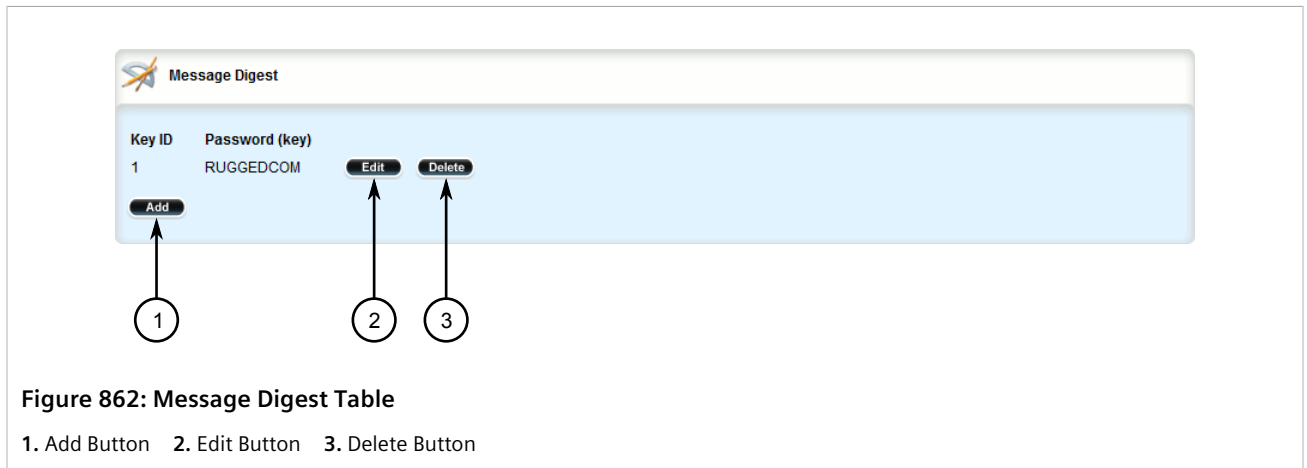 Message Digest
Key ID Password (key)
1 RUGGEDCOM Edit Delete
Add
1 2 3
Figure 862: Message Digest Table
1. Add Button 2. Edit Button 3. Delete Button